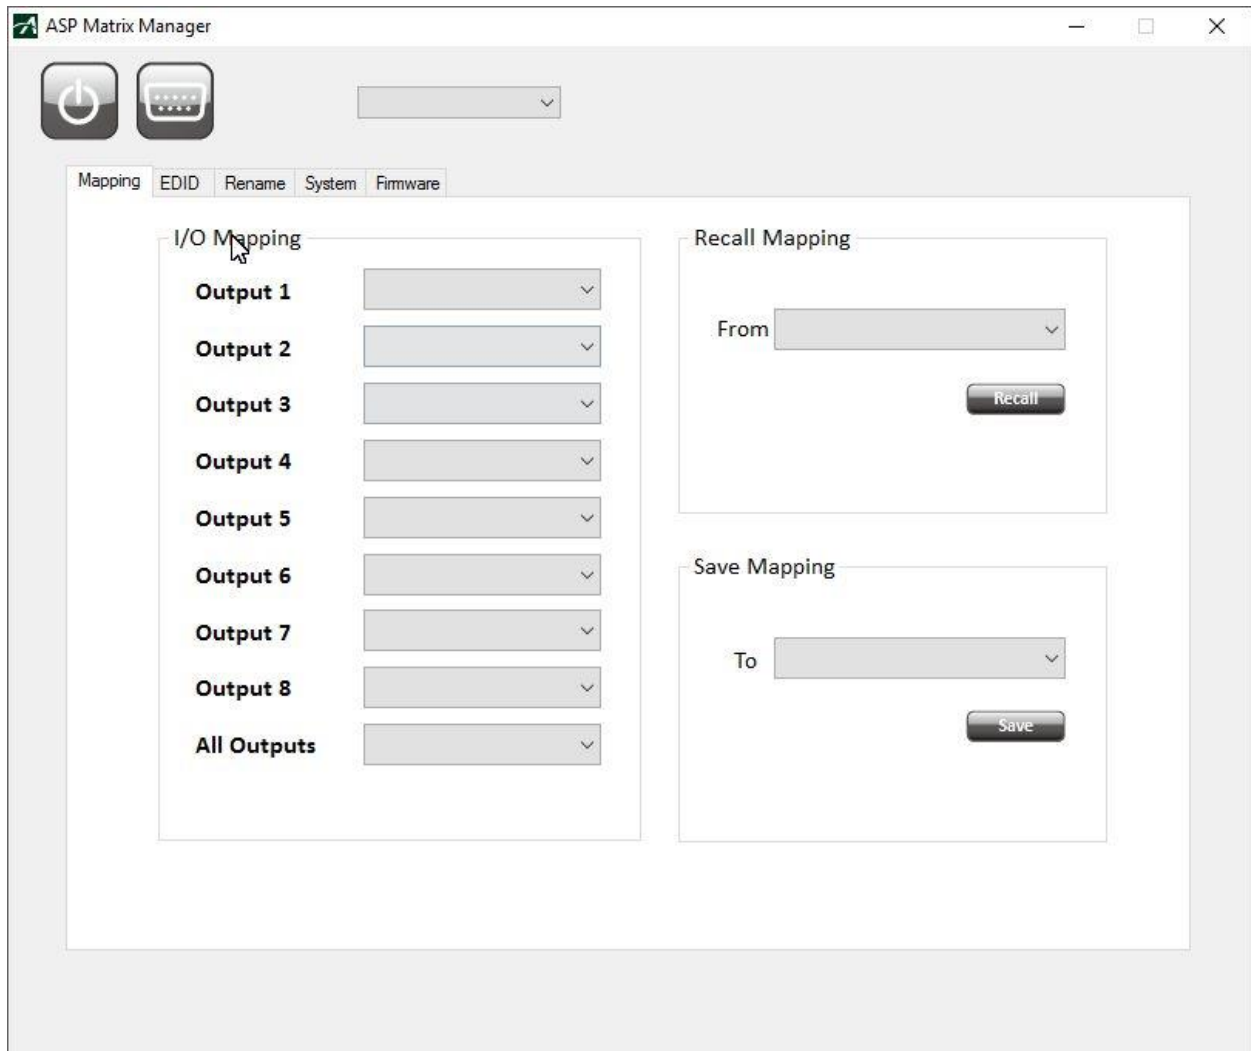 ASP Matrix Manager
Mapping EDID Rename System Firmware
I/O Mapping
Output 1
Output 2
Output 3
Output 4
Output 5
Output 6
Output 7
Output 8
All Outputs
Recall Mapping
From
Recall
Save Mapping
To
Save